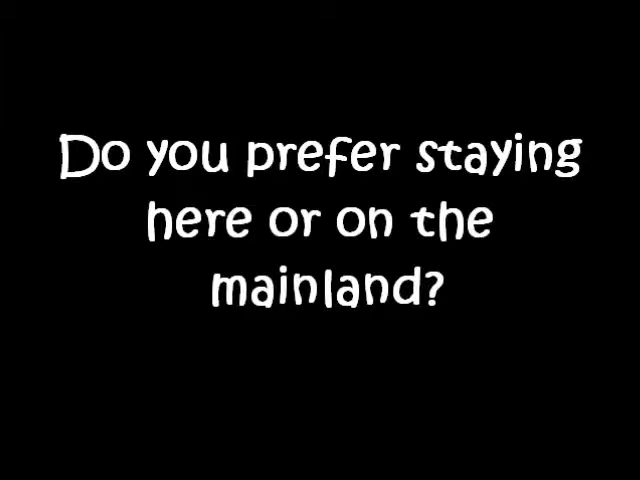 Do you prefer staying
here or on the
mainland?